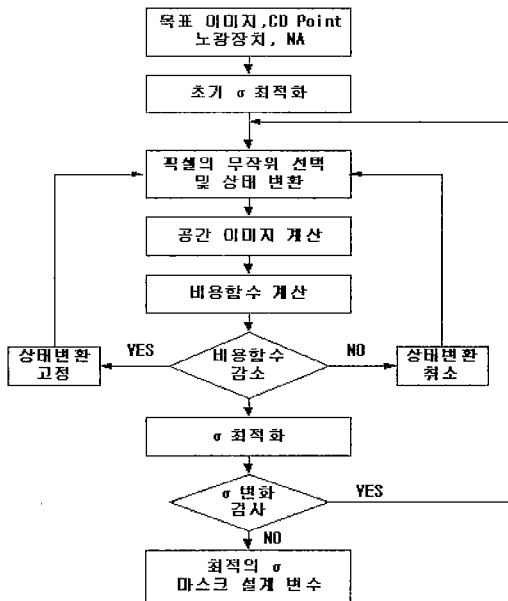 목표 이미지,CD Point
노광장치, NA
초기 σ 최적화
픽셀의 무작위 선택
및 상태 변환
공간 이미지 계산
비용함수 계산
상태변환
고정
YES
비용함수
감소
NO
상태변환
취소
σ 최적화
σ 변화
검사
YES
NO
최적의 σ
마스크 설계 변수